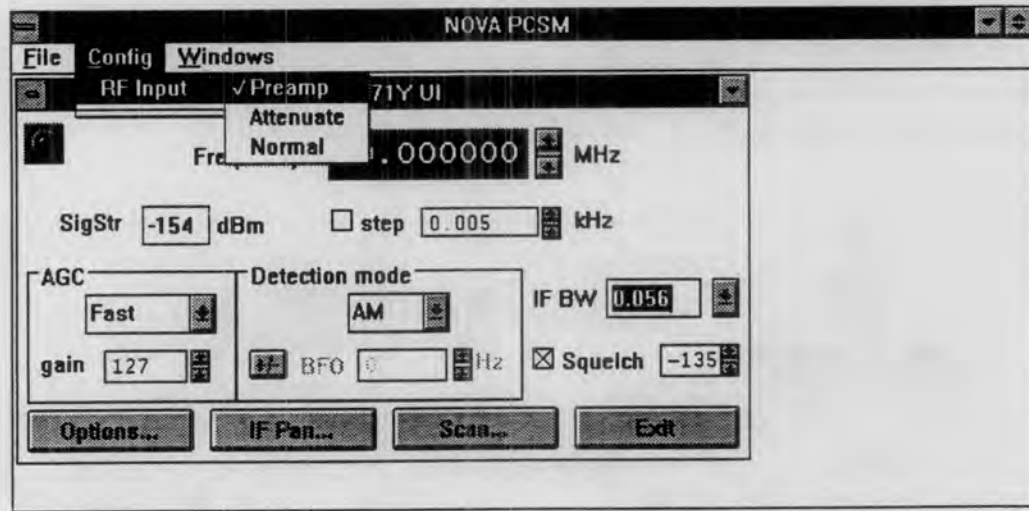 NOVA PCSM
File Config Windows
RF Input ✓Preamp 71Y UI
Attenuate
Normal
.000000 MHz
SigStr -154 dBm step 0.005 kHz
AGC Detection mode
Fast AM IF BW 0.056
gain 127 +/- BFO 0 Hz Squelch -135
Options... IF Pan... Scan... Exit